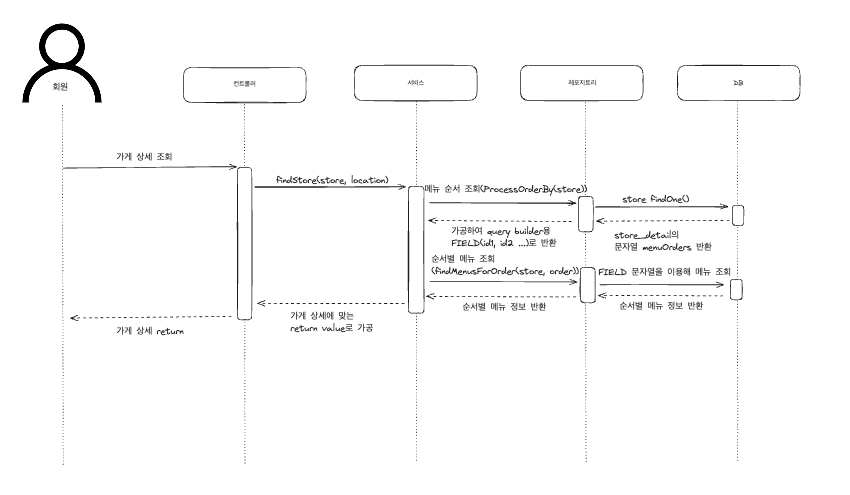 회원
컨트롤러
서비스
레포지토리
DB
가게 상세 조회
findStore(store, location)
메뉴 순서 조회(ProcessOrderBy(store))
store findOne()
가공하여 query builder용
FIELD(id1, id2 ...)로 반환
store_detail의
문자열 menuOrders 반환
순서별 메뉴 조회
(findMenusForOrder(store, order))
FIELD 문자열을 이용해 메뉴 조회
순서별 메뉴 정보 반환
순서별 메뉴 정보 반환
가게 상세에 맞는
return value로 가공
가게 상세 return